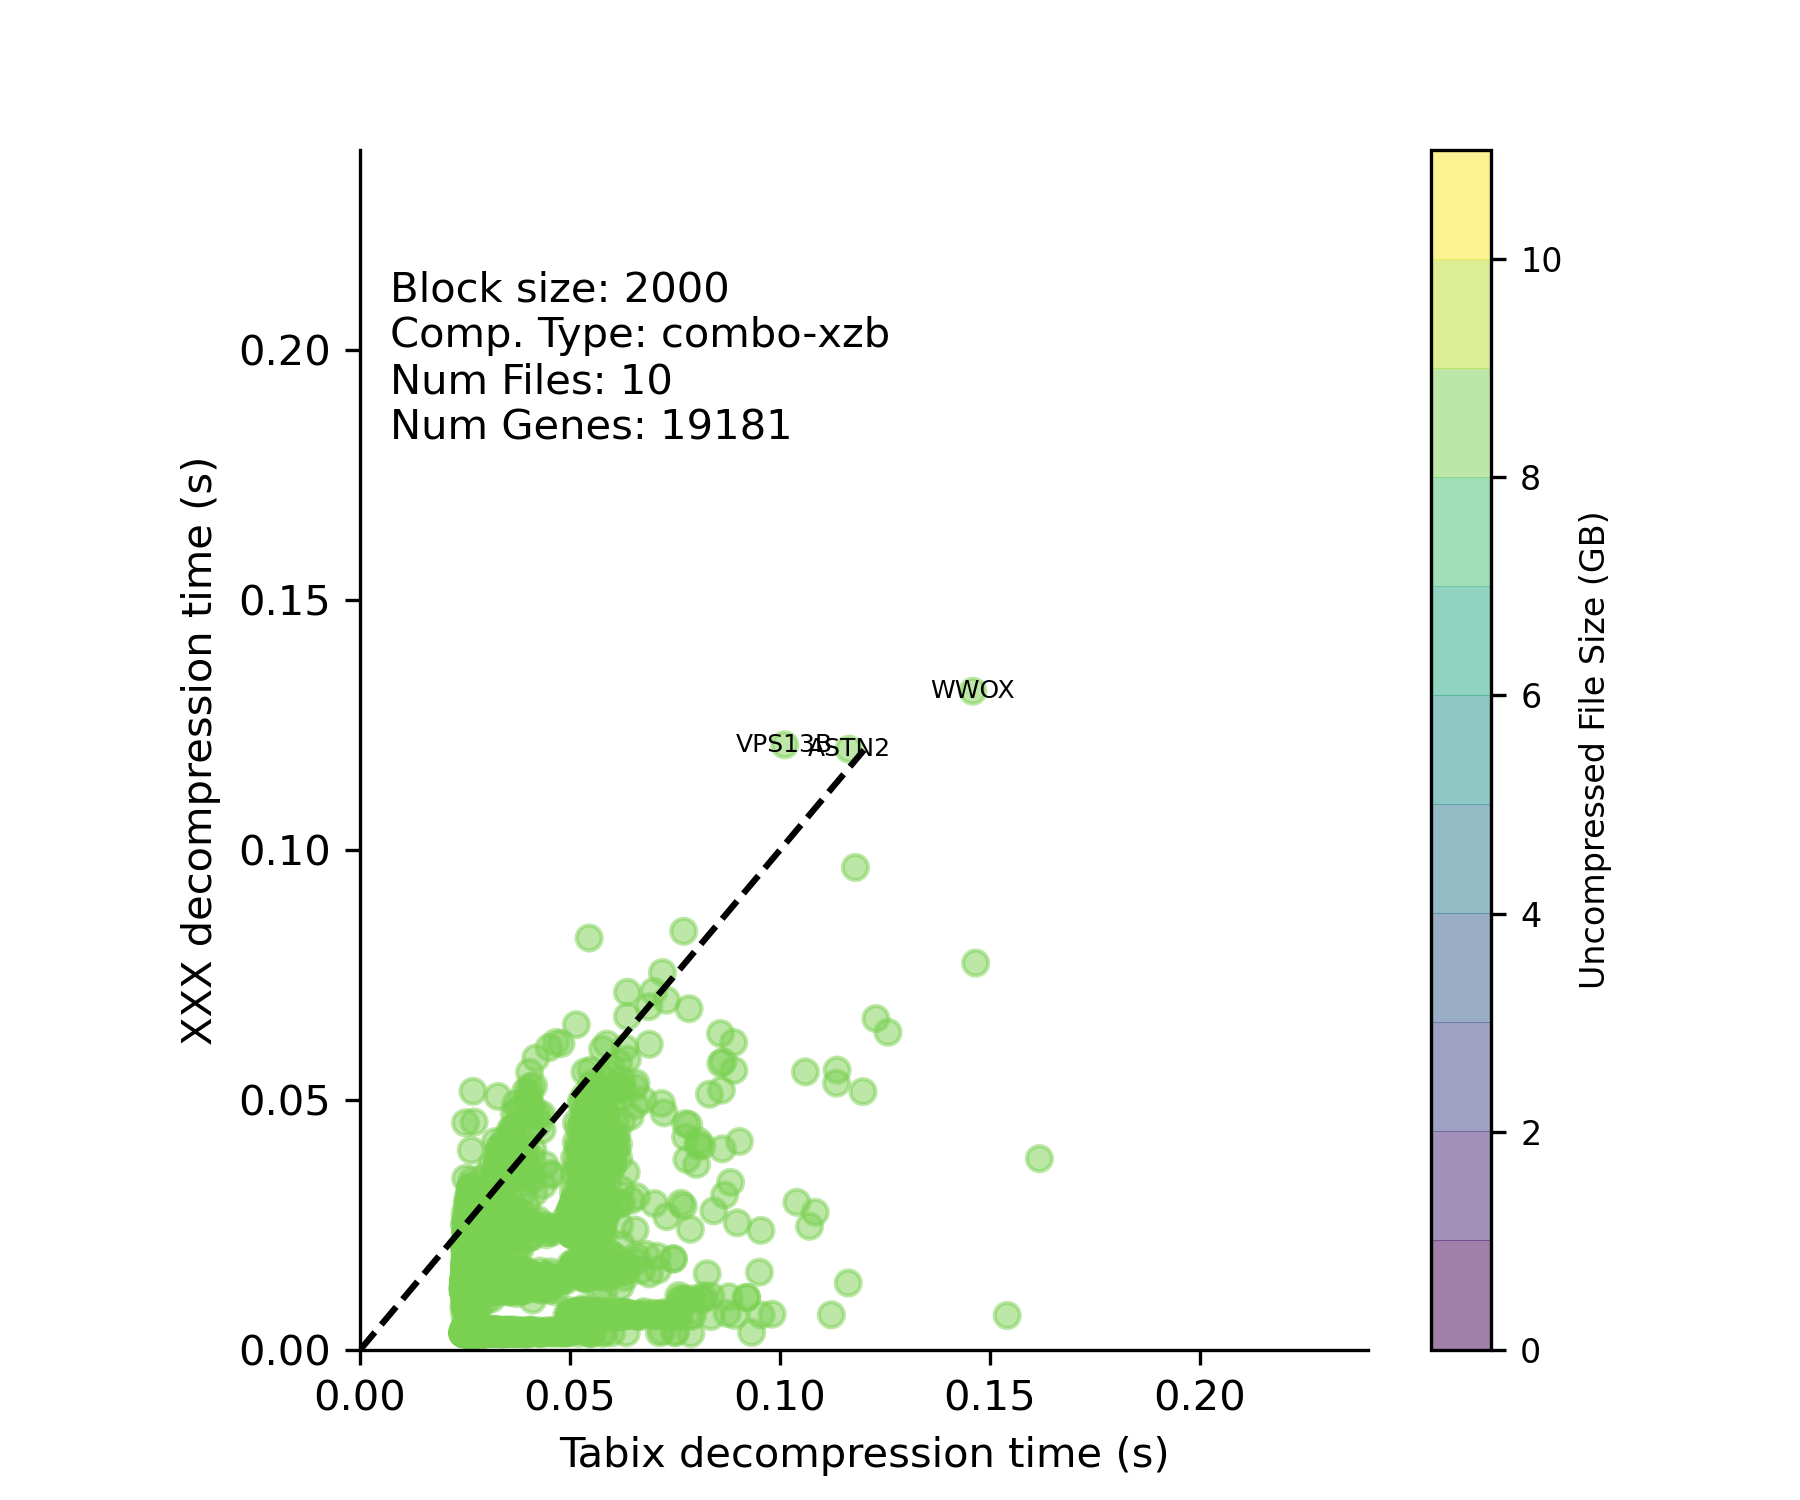 Block size: 2000
Comp. Type: combo-xzb
Num Files: 10
Num Genes: 19181
WWOX
VPS13B
ASTN2
XXX decompression time (s)
0.20
0.15
0.10
0.05
0.00
0.00 0.05 0.10 0.15 0.20
Tabix decompression time (s)
10
8
6
4
2
0
Uncompressed File Size (GB)